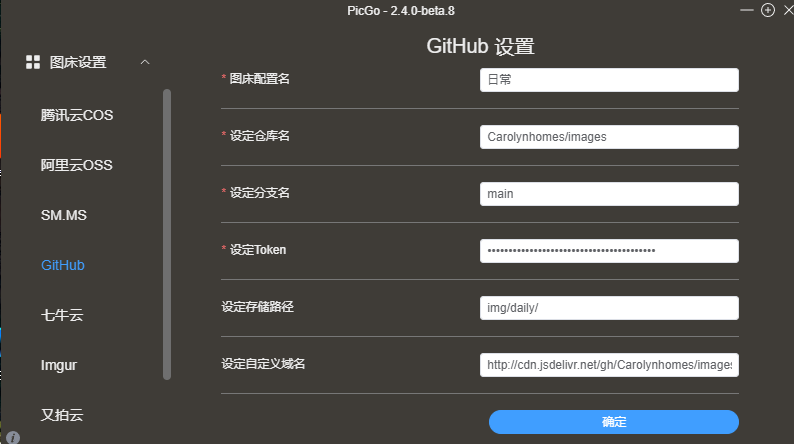 PicGo - 2.4.0-beta.8
图床设置
腾讯云COS
阿里云OSS
SM.MS
GitHub
七牛云
Imgur
又拍云
GitHub 设置
* 图床配置名
日常
* 设定仓库名
Carolynhomes/images
* 设定分支名
main
* 设定Token
••••••••••••••••••••••••••••••••••••••••
设定存储路径
img/daily/
设定自定义域名
http://cdn.jsdelivr.net/gh/Carolynhomes/images
确定